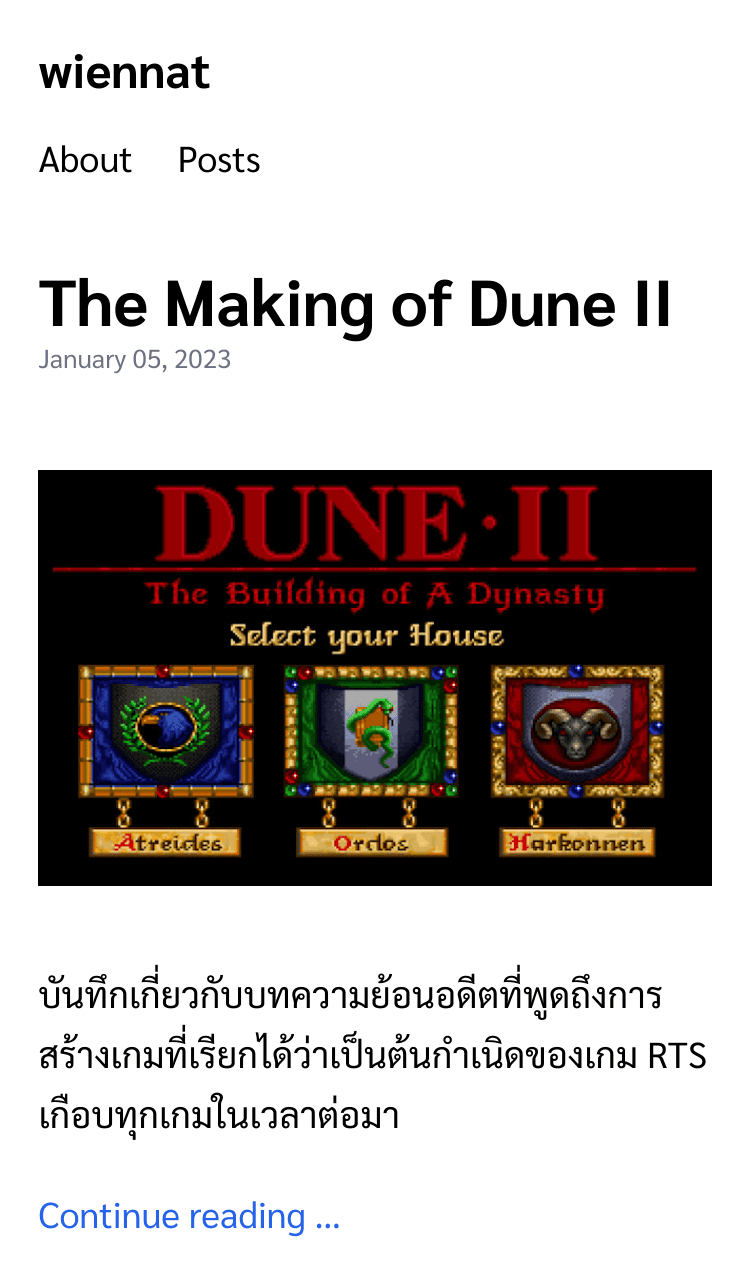 wiennat
About Posts
The Making of Dune II
January 05, 2023
DUNE·II
The Building of A Dynasty
Select your House
Atreides Ordos Harkonnen
บันทึกเกี่ยวกับบทความย้อนอดีตที่พูดถึงการ
สร้างเกมที่เรียกได้ว่าเป็นต้นกำเนิดของเกม RTS
เกือบทุกเกมในเวลาต่อมา
Continue reading ...